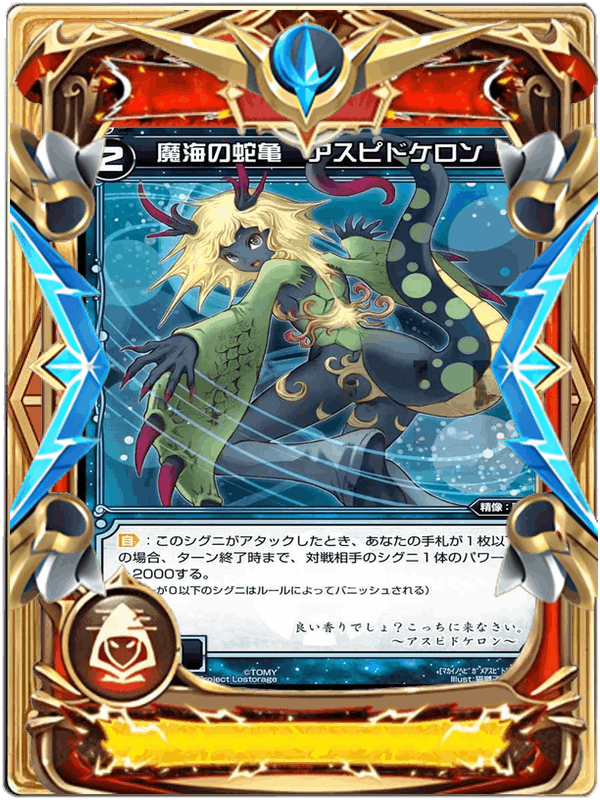 2
魔海の蛇亀 アスピドケロン
精像:
自:このシグニがアタックしたとき、あなたの手札が1枚以
の場合、ターン終了時まで、対戦相手のシグニ1体のパワー
2000する。
ーが0以下のシグニはルールによってバニッシュされる)
良い香りでしょ?こっちに来なさい。
~アスピドケロン~
©TOMY
roject Lostorage
Illust:猫